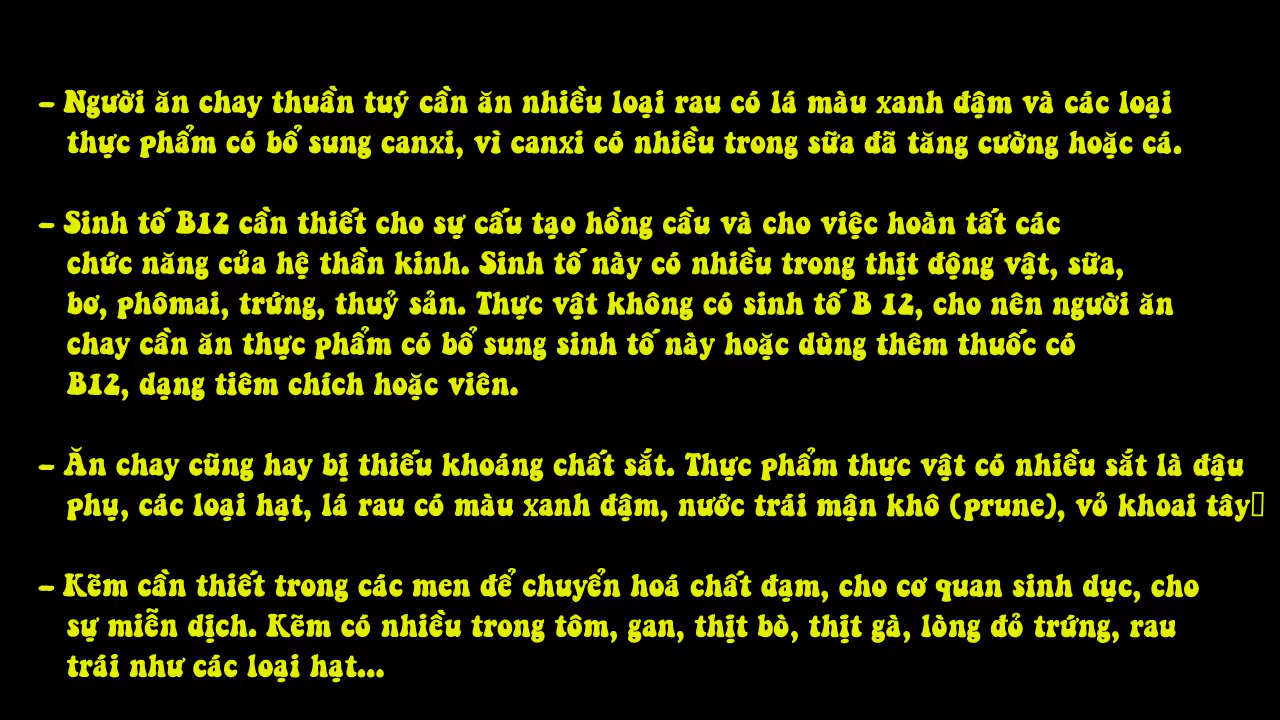 – Người ăn chay thuần tuý cần ăn nhiều loại rau có lá màu xanh đậm và các loại
thực phẩm có bổ sung canxi, vì canxi có nhiều trong sữa đã tăng cường hoặc cá.
– Sinh tố B12 cần thiết cho sự cấu tạo hồng cầu và cho việc hoàn tất các
chức năng của hệ thần kinh. Sinh tố này có nhiều trong thịt động vật, sữa,
bơ, phômai, trứng, thuỷ sản. Thực vật không có sinh tố B 12, cho nên người ăn
chay cần ăn thực phẩm có bổ sung sinh tố này hoặc dùng thêm thuốc có
B12, dạng tiêm chích hoặc viên.
– Ăn chay cũng hay bị thiếu khoáng chất sắt. Thực phẩm thực vật có nhiều sắt là đậu
phụ, các loại hạt, lá rau có màu xanh đậm, nước trái mận khô (prune), vỏ khoai tây
– Kẽm cần thiết trong các men để chuyển hoá chất đạm, cho cơ quan sinh dục, cho
sự miễn dịch. Kẽm có nhiều trong tôm, gan, thịt bò, thịt gà, lòng đỏ trứng, rau
trái như các loại hạt...